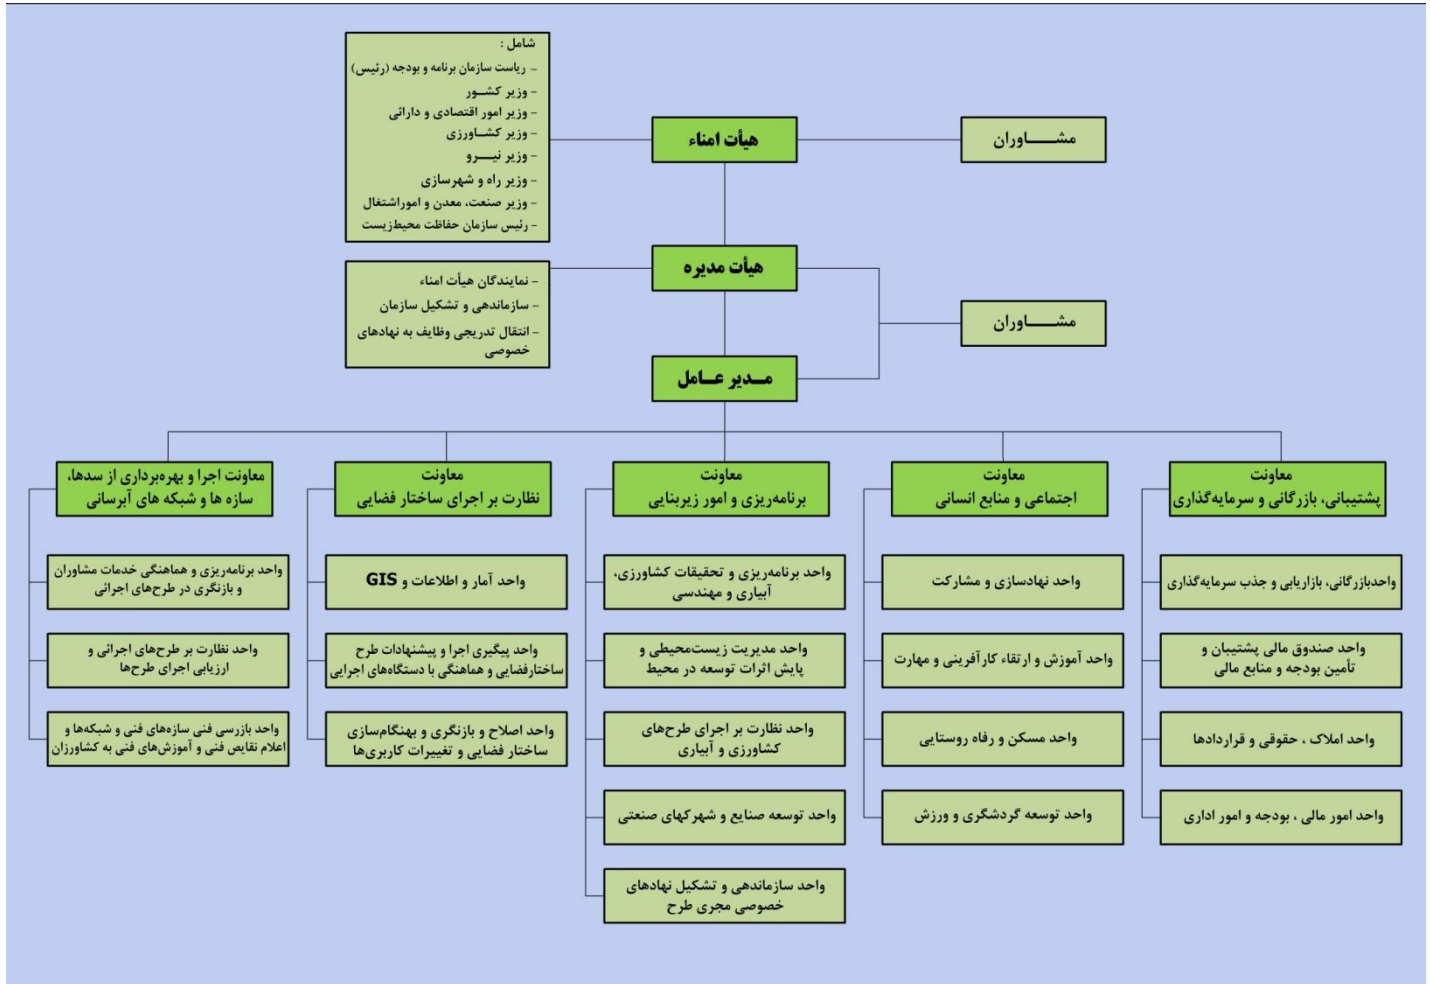 شامل :
- ریاست سازمان برنامه و بودجه (رئیس)
- وزیر کشــور
- وزیر امور اقتصادی و دارائی
- وزیر کشــاورزی
- وزیر نیـــرو
- وزیر راه و شهرسازی
- وزیر صنعت، معدن و اموراشتغال
- رئیس سازمان حفاظت محیط‌زیست
هیأت امناء
مشـــــاوران
هیأت مدیره
- نمایندگان هیأت امناء
- سازماندهی و تشکیل سازمان
- انتقال تدریجی وظایف به نهادهای
خصوصی
مشـــــاوران
مــدیر عــامل
معاونت
پشتیبانی، بازرگانی و سرمایه‌گذاری
واحدبازرگانی، بازاریابی و جذب سرمایه‌گذاری
واحد صندوق مالی پشتیبان و
تأمین بودجه و منابع مالی
واحد املاک ، حقوقی و قراردادها
واحد امور مالی ، بودجه و امور اداری
معاونت
اجتماعی و منابع انسانی
واحد نهادسازی و مشارکت
واحد آموزش و ارتقاء کارآفرینی و مهارت
واحد مسکن و رفاه روستایی
واحد توسعه گردشگری و ورزش
معاونت
برنامه‌ریزی و امور زیربنایی
واحد برنامه‌ریزی و تحقیقات کشاورزی،
آبیاری و مهندسی
واحد مدیریت زیست‌محیطی و
پایش اثرات توسعه در محیط
واحد نظارت بر اجرای طرح‌های
کشاورزی و آبیاری
واحد توسعه صنایع و شهرکهای صنعتی
واحد سازماندهی و تشکیل نهادهای
خصوصی مجری طرح
معاونت
نظارت بر اجرای ساختار فضایی
واحد آمار و اطلاعات و GIS
واحد پیگیری اجرا و پیشنهادات طرح
ساختارفضایی و هماهنگی با دستگاه‌های اجرایی
واحد اصلاح و بازنگری و بهنگام‌سازی
ساختار فضایی و تغییرات کاربری‌ها
معاونت اجرا و بهره‌برداری از سدها،
سازه ها و شبکه های آبرسانی
واحد برنامه‌ریزی و هماهنگی خدمات مشاوران
و بازنگری در طرح‌های اجرائی
واحد نظارت بر طرح‌های اجرائی و
ارزیابی اجرای طرح‌ها
واحد بازرسی فنی سازه‌های فنی و شبکه‌ها و
اعلام نقایص فنی و آموزش‌های فنی به کشاورزان